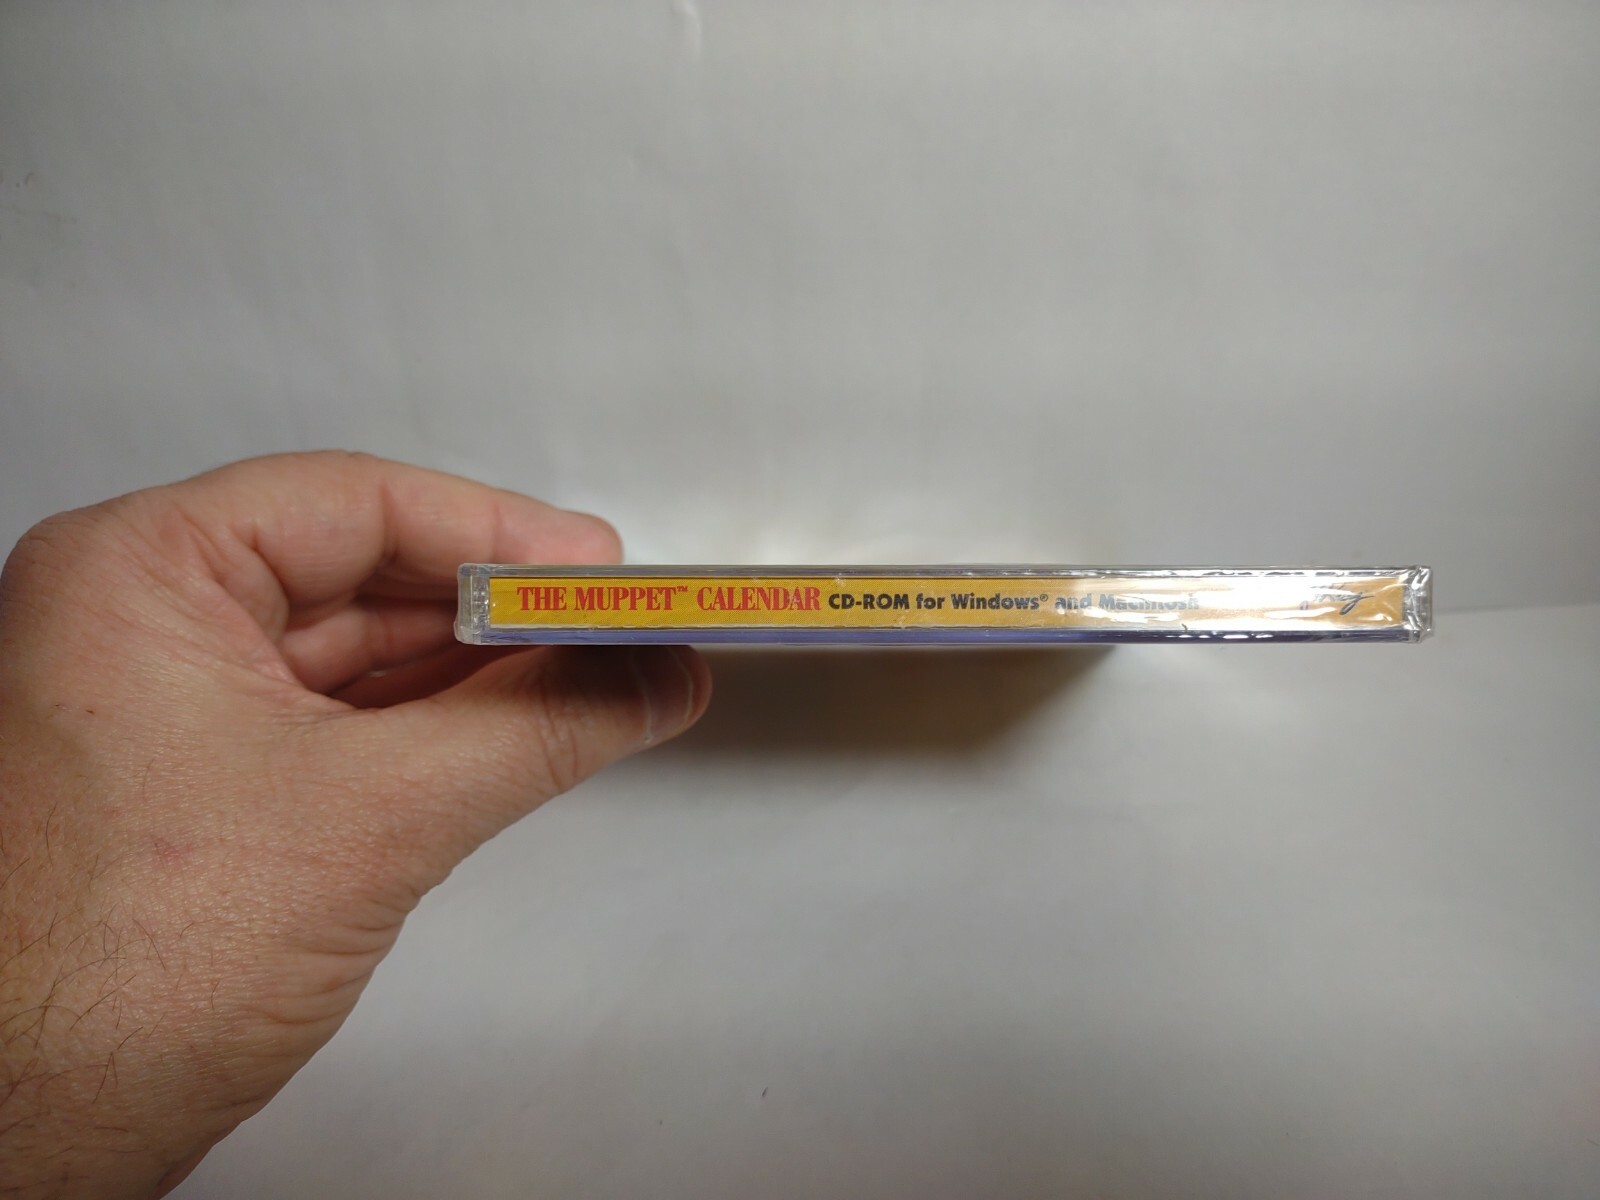 THE MUPPET™ CALENDAR CD-ROM for Windows® and Macintosh